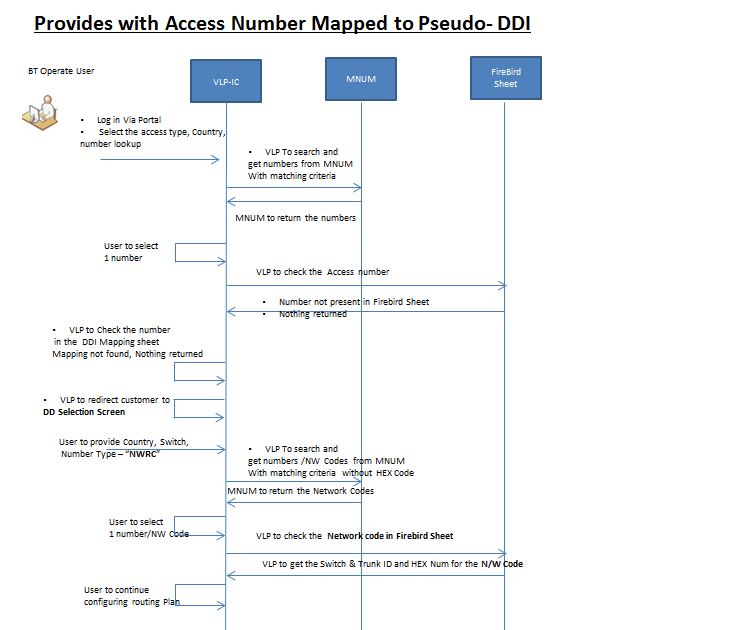 Provides with Access Number Mapped to Pseudo- DDI
BT Operate User
VLP-IC
MNUM
FireBird
Sheet
• Log in Via Portal
• Select the access type, Country,
number lookup
• VLP To search and
get numbers from MNUM
With matching criteria
MNUM to return the numbers
User to select
1 number
VLP to check the Access number
• Number not present in Firebird Sheet
• Nothing returned
• VLP to Check the number
in the DDI Mapping sheet
Mapping not found, Nothing returned
• VLP to redirect customer to
DD Selection Screen
User to provide Country, Switch,
Number Type – "NWRC"
• VLP To search and
get numbers /NW Codes from MNUM
With matching criteria without HEX Code
MNUM to return the Network Codes
User to select
1 number/NW Code
VLP to check the Network code in Firebird Sheet
VLP to get the Switch & Trunk ID and HEX Num for the N/W Code
User to continue
configuring routing Plan